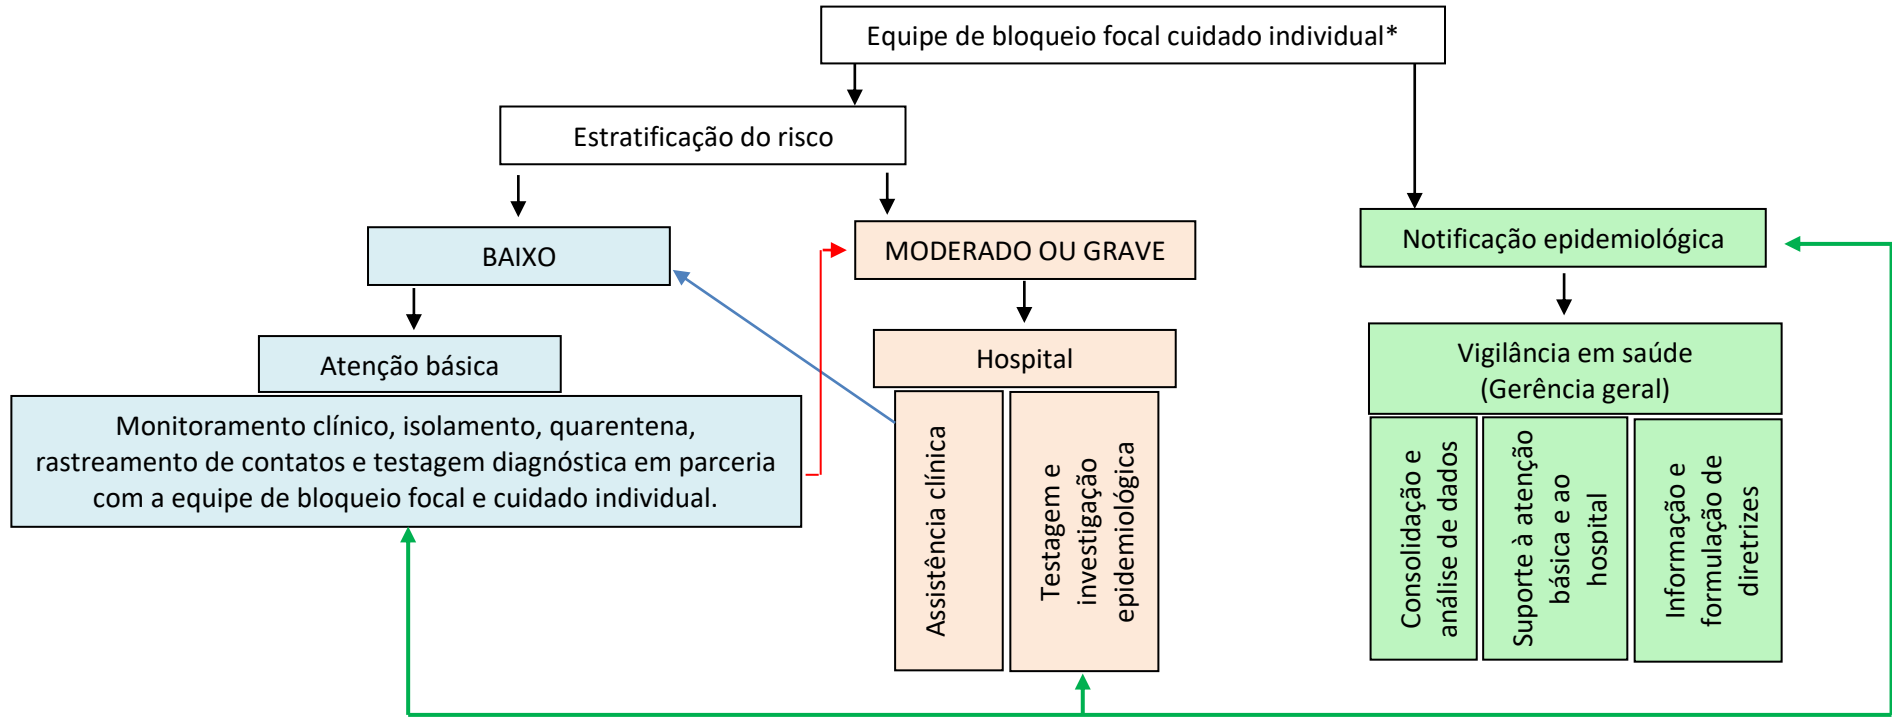 Equipe de bloqueio focal cuidado individual*
Estratificação do risco
BAIXO
MODERADO OU GRAVE
Notificação epidemiológica
Atenção básica
Monitoramento clínico, isolamento, quarentena,
rastreamento de contatos e testagem diagnóstica em parceria
com a equipe de bloqueio focal e cuidado individual.
Hospital
Assistência clínica
Testagem e
investigação
epidemiológica
Vigilância em saúde
(Gerência geral)
Consolidação e
análise de dados
Suporte à atenção
básica e ao
hospital
Informação e
formulação de
diretrizes